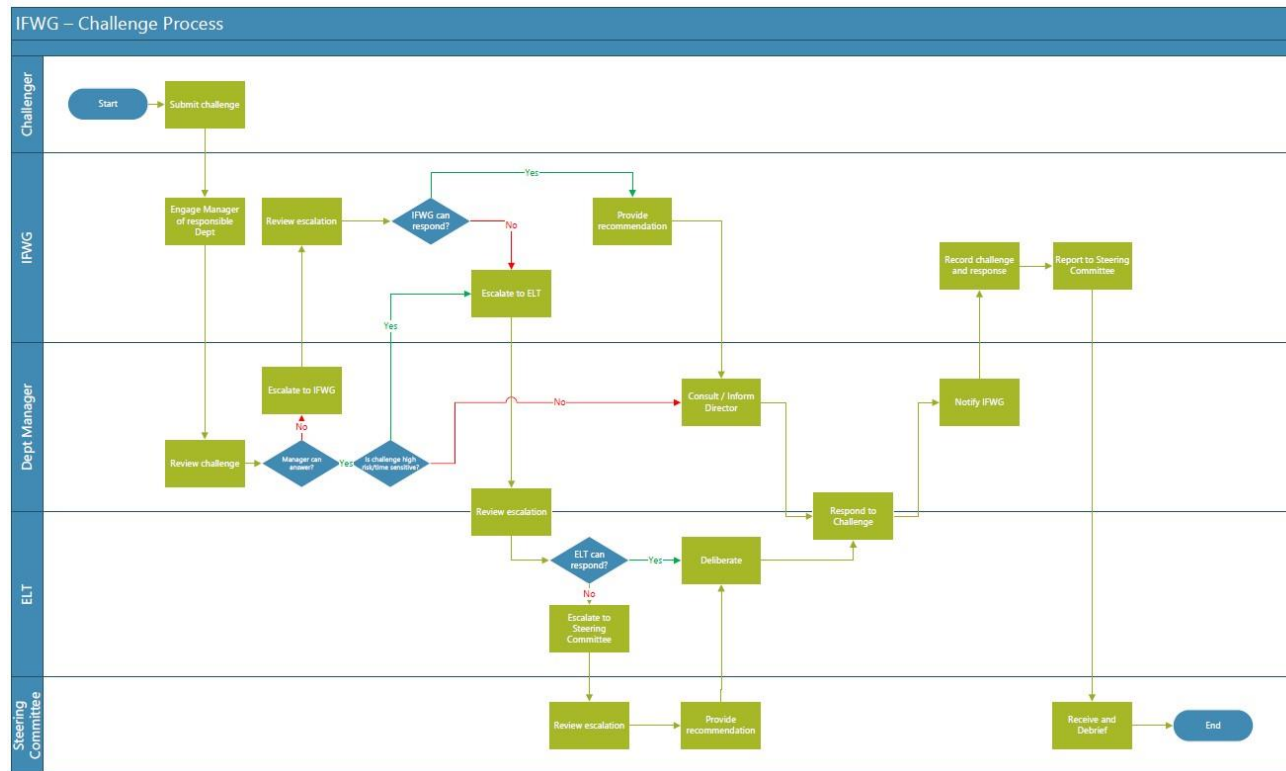 IFWG – Challenge Process
Challenger
Start
Submit challenge
IFWG
Engage Manager
of responsible
Dept
Review escalation
IFWG can
respond?
Yes
No
Provide
recommendation
Escalate to ELT
Yes
Record challenge
and response
Report to Steering
Committee
Dept Manager
Escalate to IFWG
No
Review challenge
Manager can
answer?
Yes
Is challenge high
risk/time sensitive?
No
Consult / Inform
Director
Notify IFWG
Review escalation
Respond to
Challenge
ELT
ELT can
respond?
Yes
No
Deliberate
Escalate to
Steering
Committee
Steering
Committee
Review escalation
Provide
recommendation
Receive and
Debrief
End